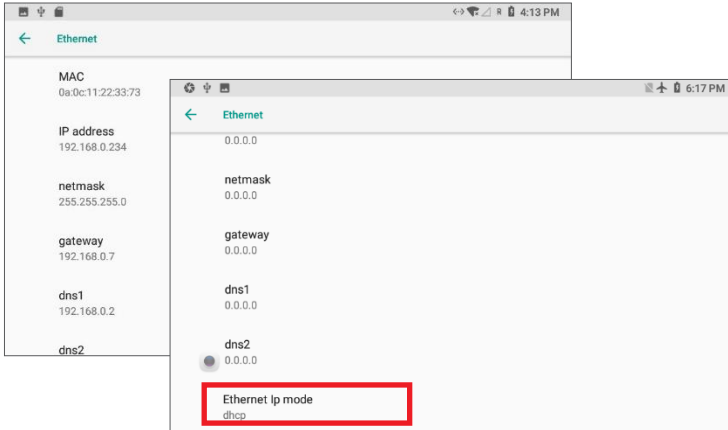 R 4:13 PM
Ethernet
MAC
0a:0c:11:22:33:73
IP address
192.168.0.234
netmask
255.255.255.0
gateway
192.168.0.7
dns1
192.168.0.2
dns2
6:17 PM
Ethernet
0.0.0.0
netmask
0.0.0.0
gateway
0.0.0.0
dns1
0.0.0.0
dns2
0.0.0.0
Ethernet Ip mode
dhcp